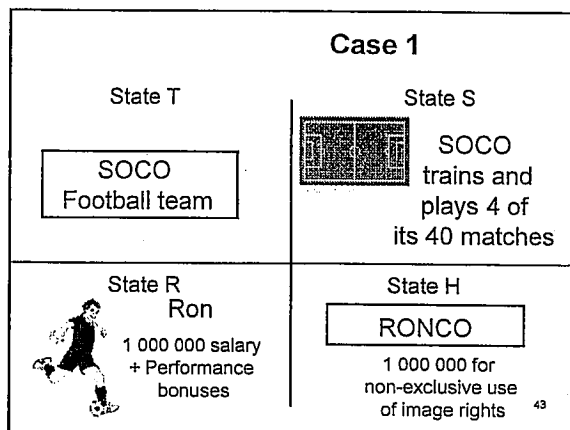 Case 1
State T
SOCO
Football team
State S
SOCO
trains and
plays 4 of
its 40 matches
State R
Ron
1 000 000 salary
+ Performance
bonuses
State H
RONCO
1 000 000 for
non-exclusive use
of image rights
43